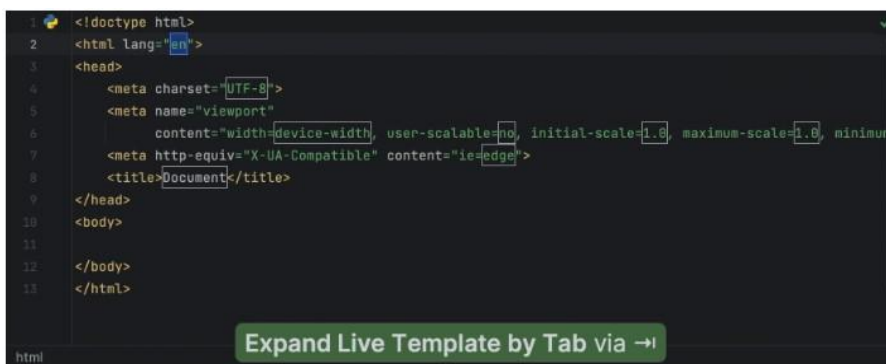 1 <!doctype html>
2 <html lang="en">
3 <head>
4 <meta charset="UTF-8">
5 <meta name="viewport"
6 content="width=device-width, user-scalable=no, initial-scale=1.0, maximum-scale=1.0, minimum
7 <meta http-equiv="X-UA-Compatible" content="ie=edge">
8 <title>Document</title>
9 </head>
10 <body>
11
12 </body>
13 </html>
Expand Live Template by Tab via →|
html